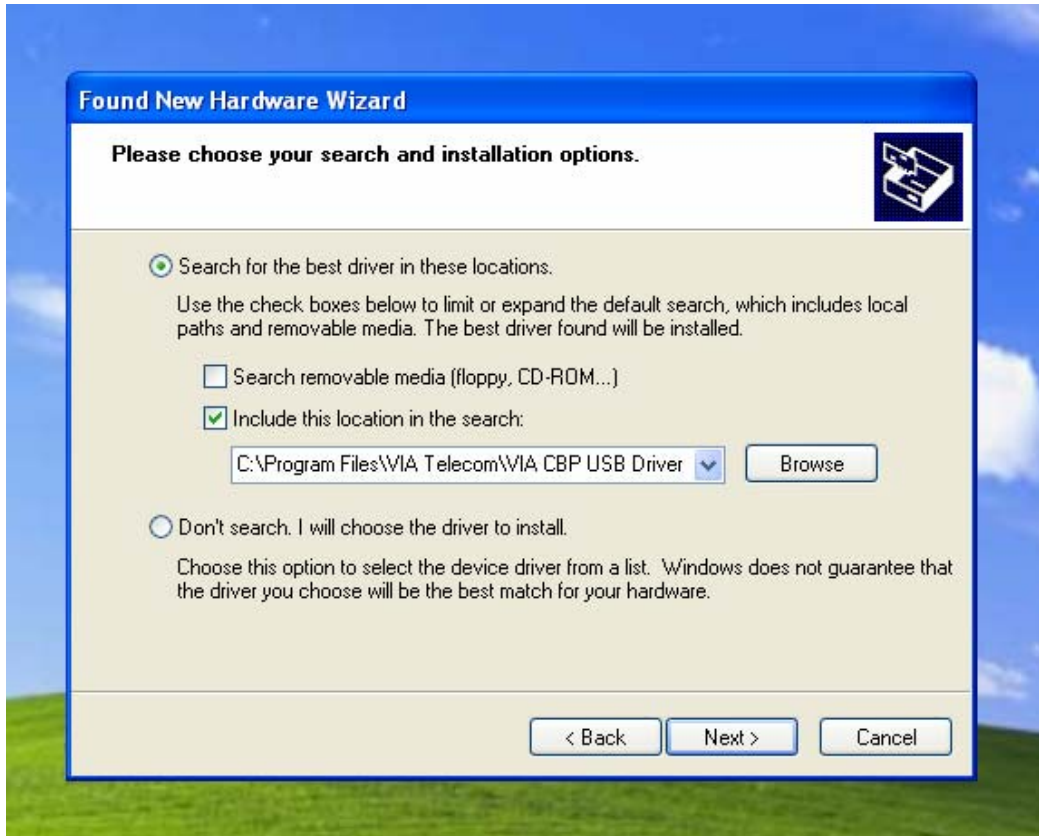 Found New Hardware Wizard
Please choose your search and installation options.
Search for the best driver in these locations.
Use the check boxes below to limit or expand the default search, which includes local
paths and removable media. The best driver found will be installed.
Search removable media (floppy, CD-ROM...)
Include this location in the search:
C:\Program Files\VIA Telecom\VIA CBP USB Driver
Browse
Don't search. I will choose the driver to install.
Choose this option to select the device driver from a list.  Windows does not guarantee that
the driver you choose will be the best match for your hardware.
< Back
Next >
Cancel